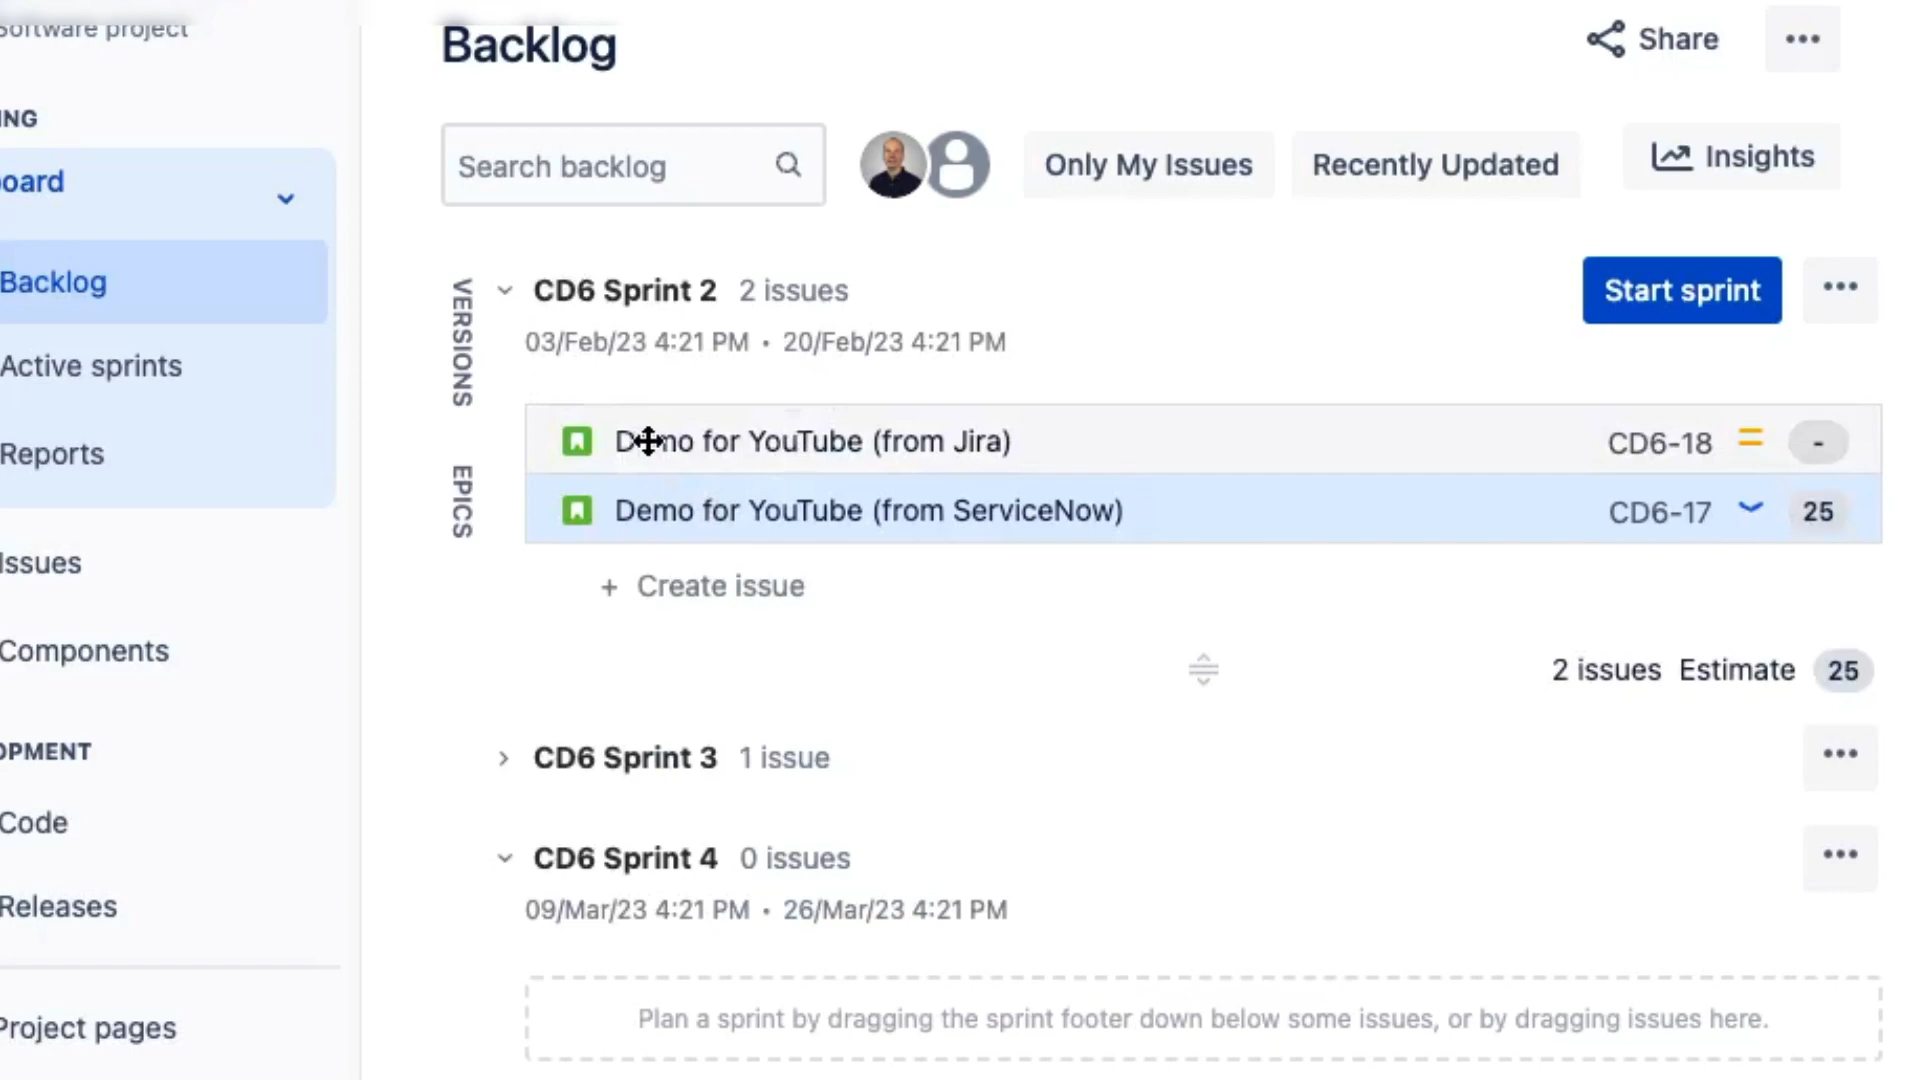 Software project
Backlog
Share
Search backlog
Only My Issues
Recently Updated
Insights
Backlog
Active sprints
Reports
Issues
Components
Code
Releases
Project pages
VERSIONS
EPICS
CD6 Sprint 2 2 issues
Start sprint
03/Feb/23 4:21 PM • 20/Feb/23 4:21 PM
Demo for YouTube (from Jira) CD6-18 -
Demo for YouTube (from ServiceNow) CD6-17 25
+ Create issue
2 issues Estimate 25
CD6 Sprint 3 1 issue
CD6 Sprint 4 0 issues
09/Mar/23 4:21 PM • 26/Mar/23 4:21 PM
Plan a sprint by dragging the sprint footer down below some issues, or by dragging issues here.